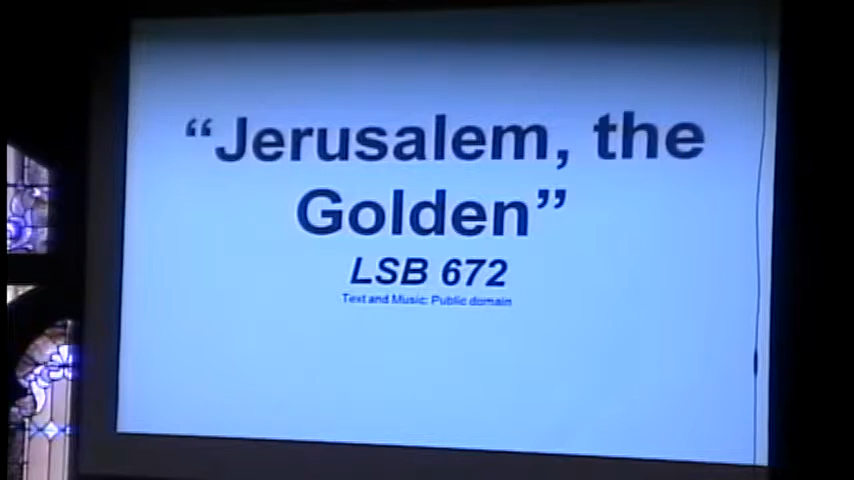 “Jerusalem, the
Golden”
LSB 672
Text and Music: Public domain